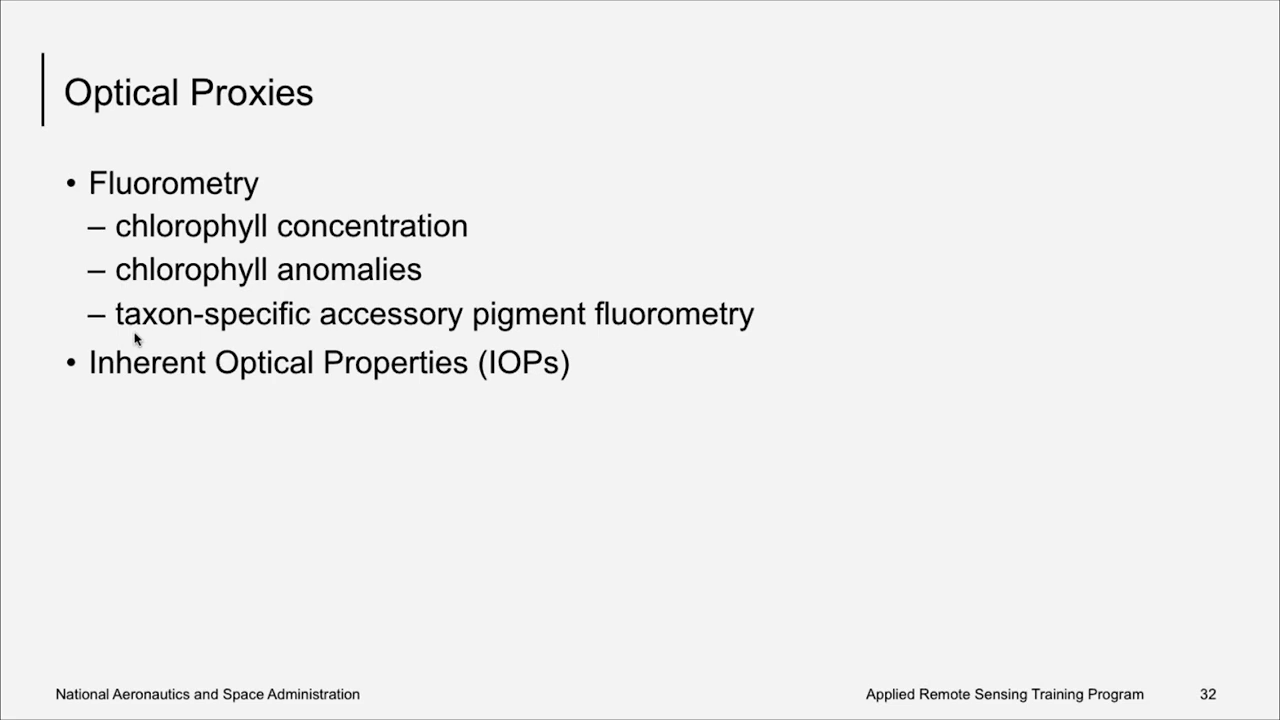 Optical Proxies
• Fluorometry
– chlorophyll concentration
– chlorophyll anomalies
– taxon-specific accessory pigment fluorometry
• Inherent Optical Properties (IOPs)
National Aeronautics and Space Administration
Applied Remote Sensing Training Program
32